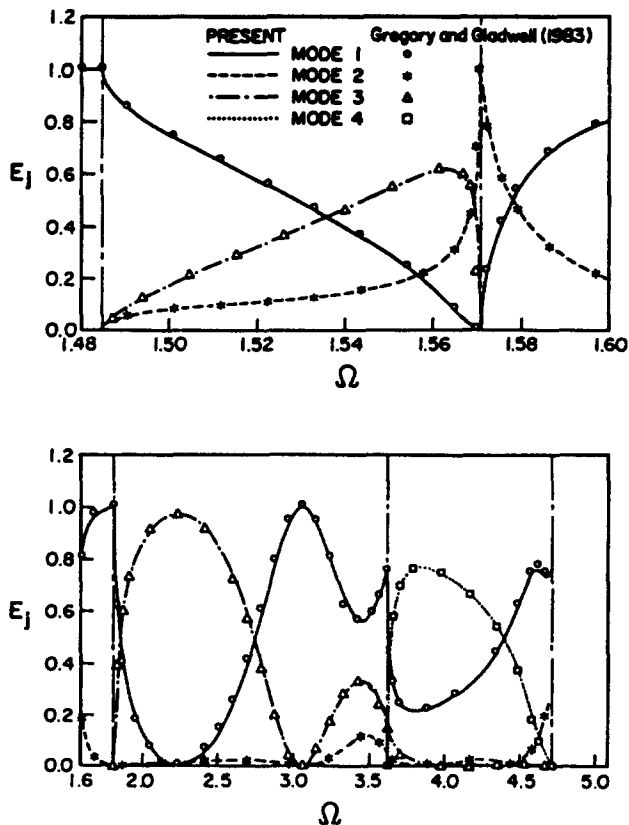 PRESENT Gregory and Gladwell (1983)
MODE 1
MODE 2
MODE 3
MODE 4
1.2
1.0
0.8
0.6
0.4
0.2
0.0
Ej
1.48 1.50 1.52 1.54 1.56 1.58 1.60
Ω
1.2
1.0
0.8
0.6
0.4
0.2
0.0
Ej
1.6 2.0 2.5 3.0 3.5 4.0 4.5 5.0
Ω